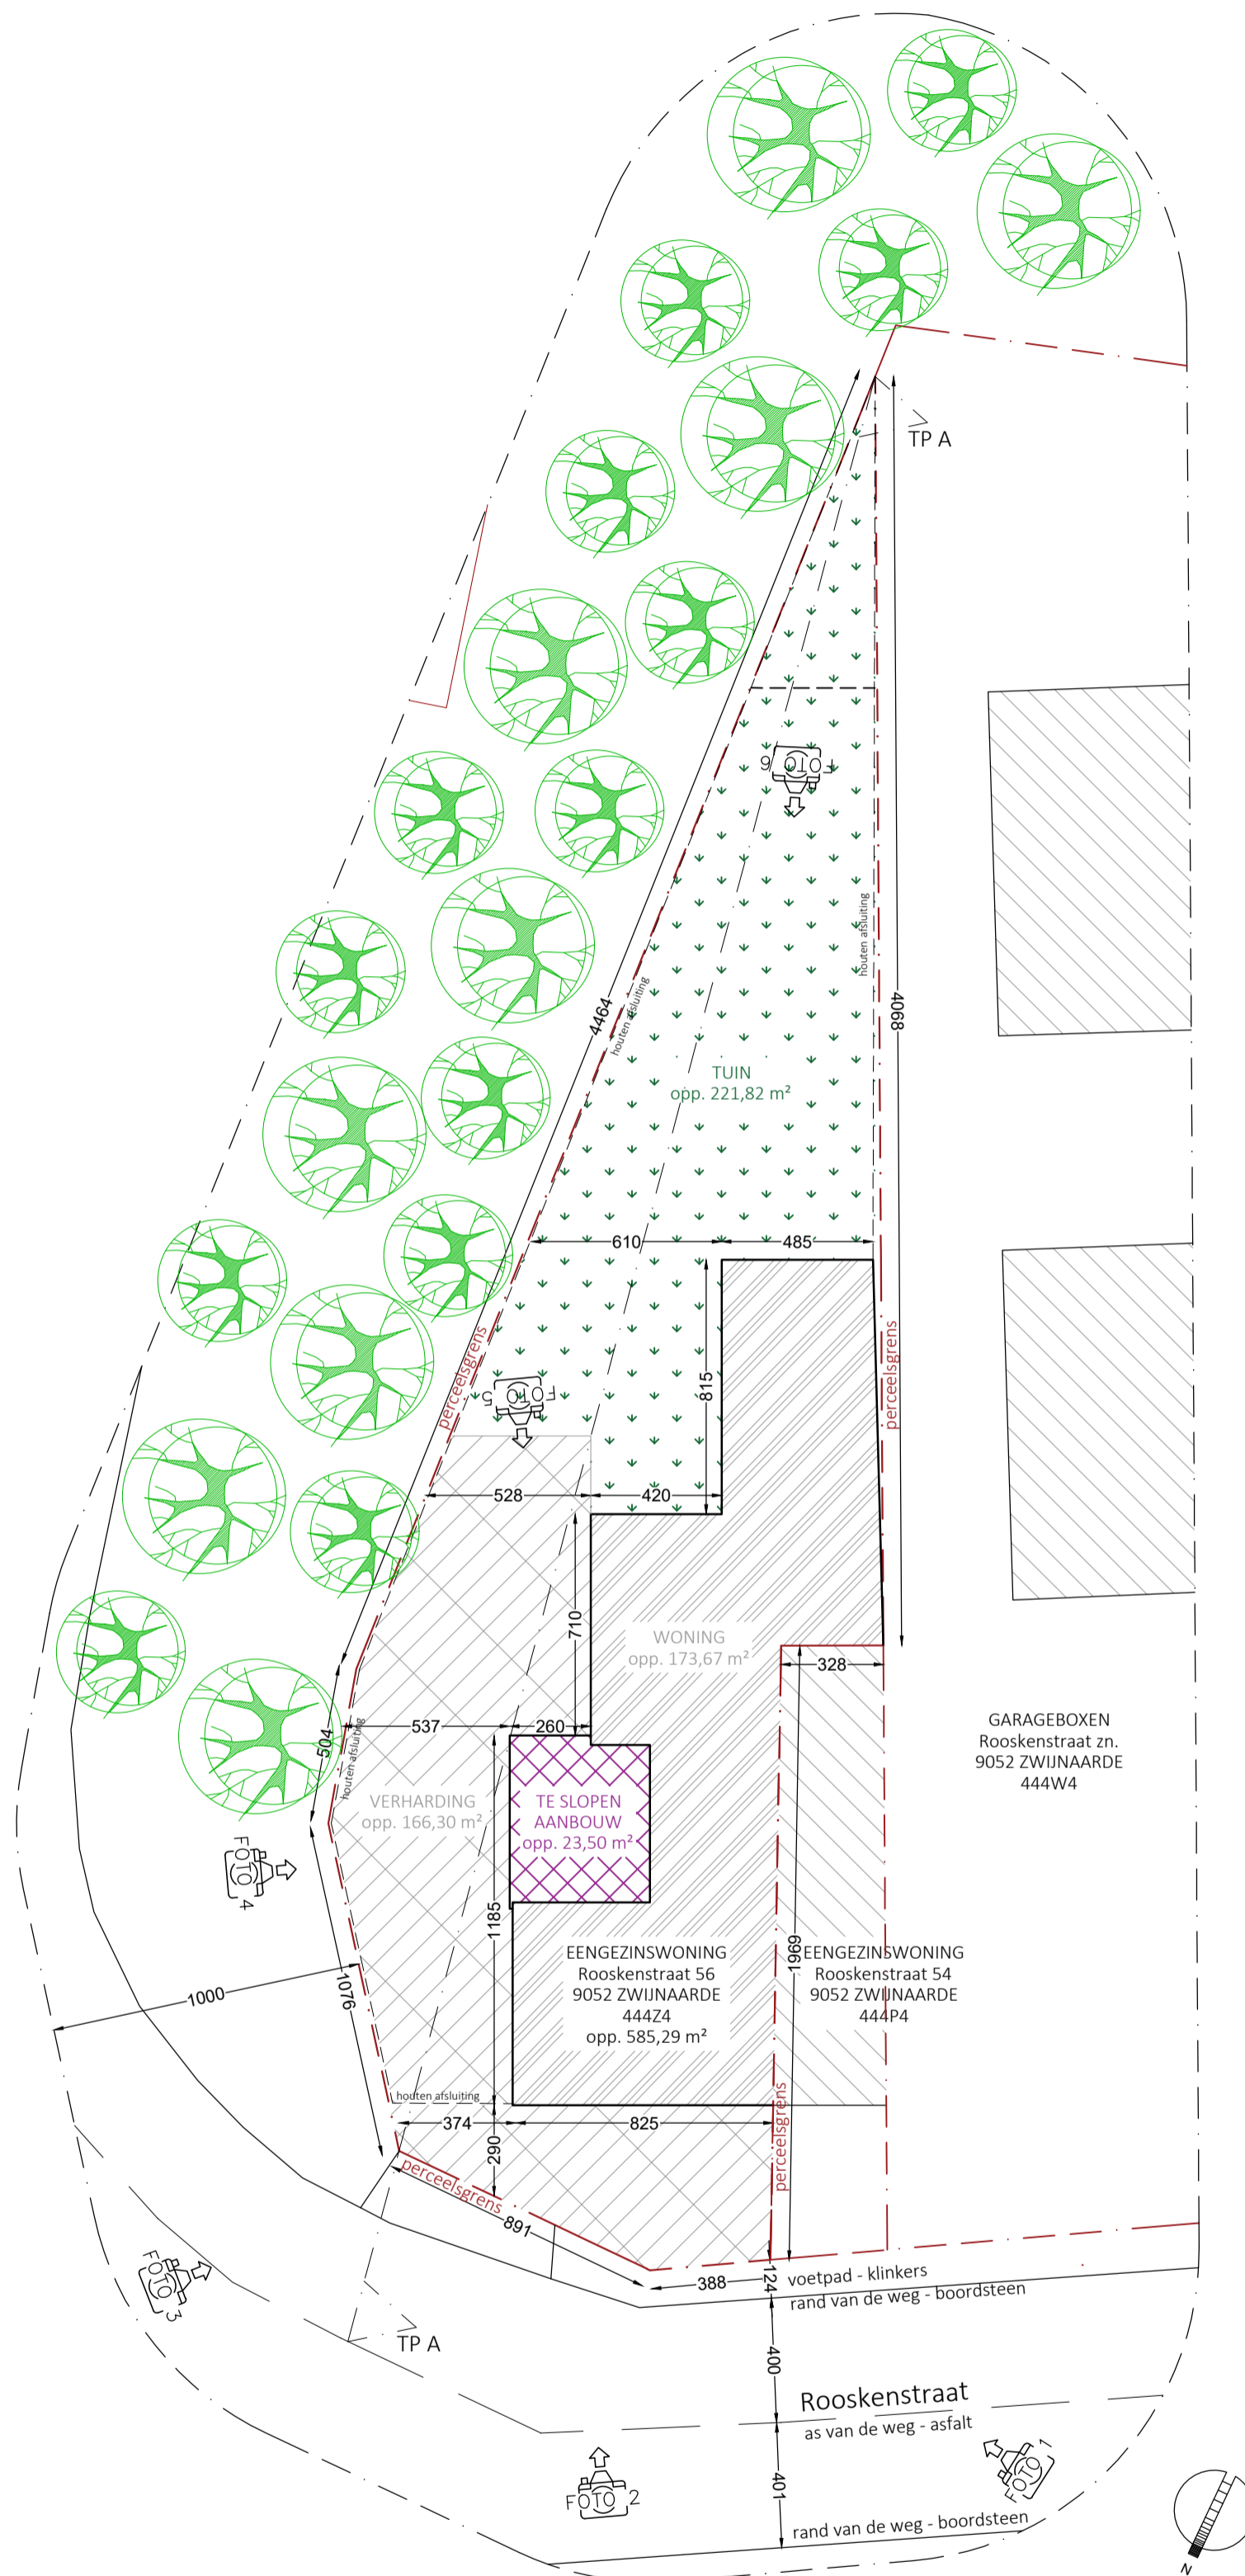 TP A
FOTO 6
houten afsluiting
4068
4464
houten afsluiting
TUIN
opp. 221,82 m²
610
485
perceelsgrens
perceelsgrens
815
FOTO 5
528
420
710
WONING
opp. 173,67 m²
328
537
260
504
houten afsluiting
GARAGEBOXEN
Rooskenstraat zn.
9052 ZWIJNAARDE
444W4
VERHARDING
opp. 166,30 m²
TE SLOPEN
AANBOUW
opp. 23,50 m²
FOTO 4
1185
1969
EENGEZINSWONING
Rooskenstraat 56
9052 ZWIJNAARDE
444Z4
opp. 585,29 m²
EENGEZINSWONING
Rooskenstraat 54
9052 ZWIJNAARDE
444P4
1000
1076
houten afsluiting
374
825
290
perceelsgrens
perceelsgrens
891
388
124
voetpad - klinkers
rand van de weg - boordsteen
FOTO 3
TP A
400
Rooskenstraat
as van de weg - asfalt
401
FOTO 2
FOTO 1
rand van de weg - boordsteen
N